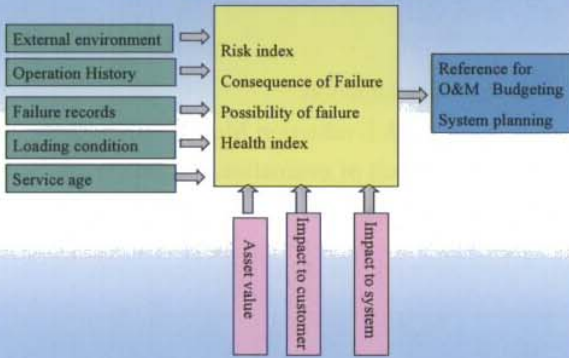 External environment
Operation History
Failure records
Loading condition
Service age
Risk index
Consequence of Failure
Possibility of failure
Health index
Reference for
O&M Budgeting
System planning
Asset value
Impact to customer
Impact to system